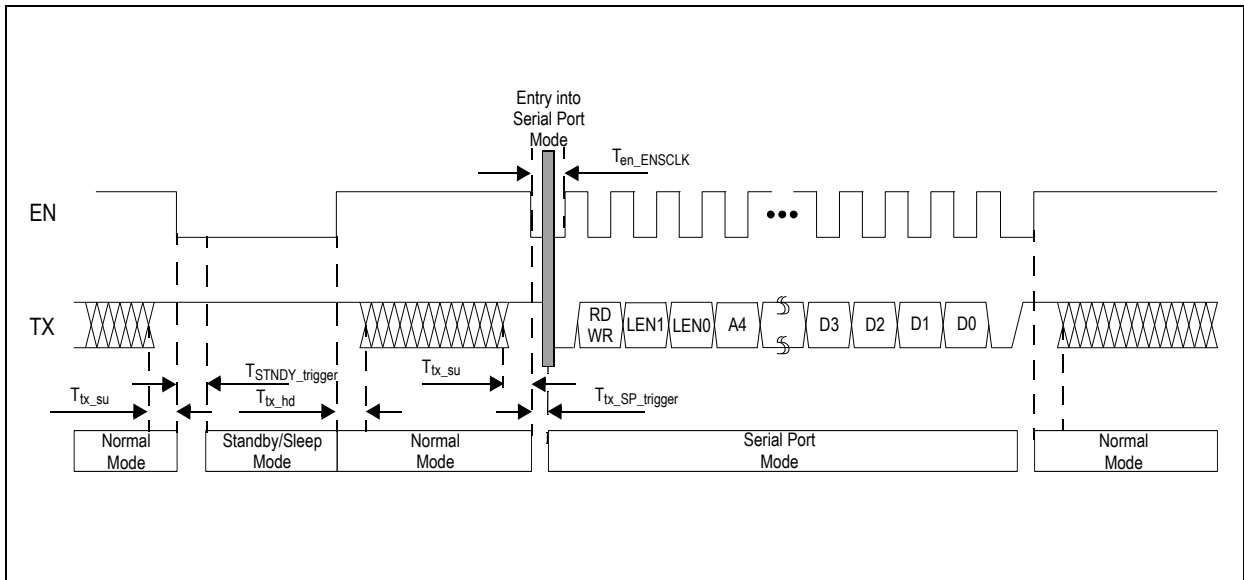 Entry into
Serial Port
Mode
T_en_ENSCLK
EN
•••
TX
RD
WR
LEN1
LEN0
A4
D3
D2
D1
D0
T_STNDY_trigger
T_tx_su
T_tx_su
T_tx_hd
T_tx_SP_trigger
Normal
Mode
Standby/Sleep
Mode
Normal
Mode
Serial Port
Mode
Normal
Mode